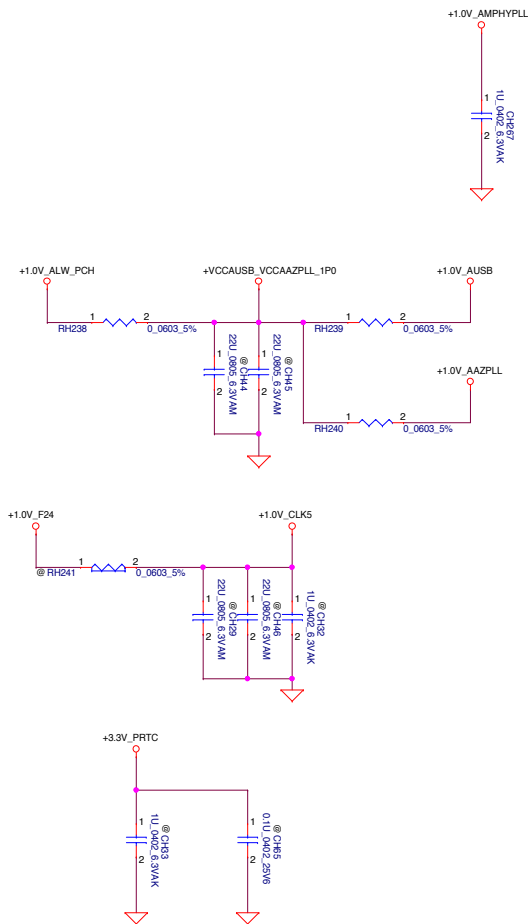 +1.0V_AMPHYPLL
1
2
CH267
1U_0402_6.3VAK
+1.0V_ALW_PCH
+VCCAUSB_VCCAAZPLL_1P0
+1.0V_AUSB
1
2
RH238
0_0603_5%
1
2
RH239
0_0603_5%
1
2
@ CH44
22U_0805_6.3VAM
1
2
@ CH45
22U_0805_6.3VAM
+1.0V_AAZPLL
1
2
RH240
0_0603_5%
+1.0V_F24
+1.0V_CLK5
1
2
@ RH241
0_0603_5%
1
2
@ CH29
22U_0805_6.3VAM
1
2
@ CH46
22U_0805_6.3VAM
1
2
@ CH32
1U_0402_6.3VAK
+3.3V_PRTC
1
2
@ CH33
1U_0402_6.3VAK
1
2
@ CH65
0.1U_0402_25V6